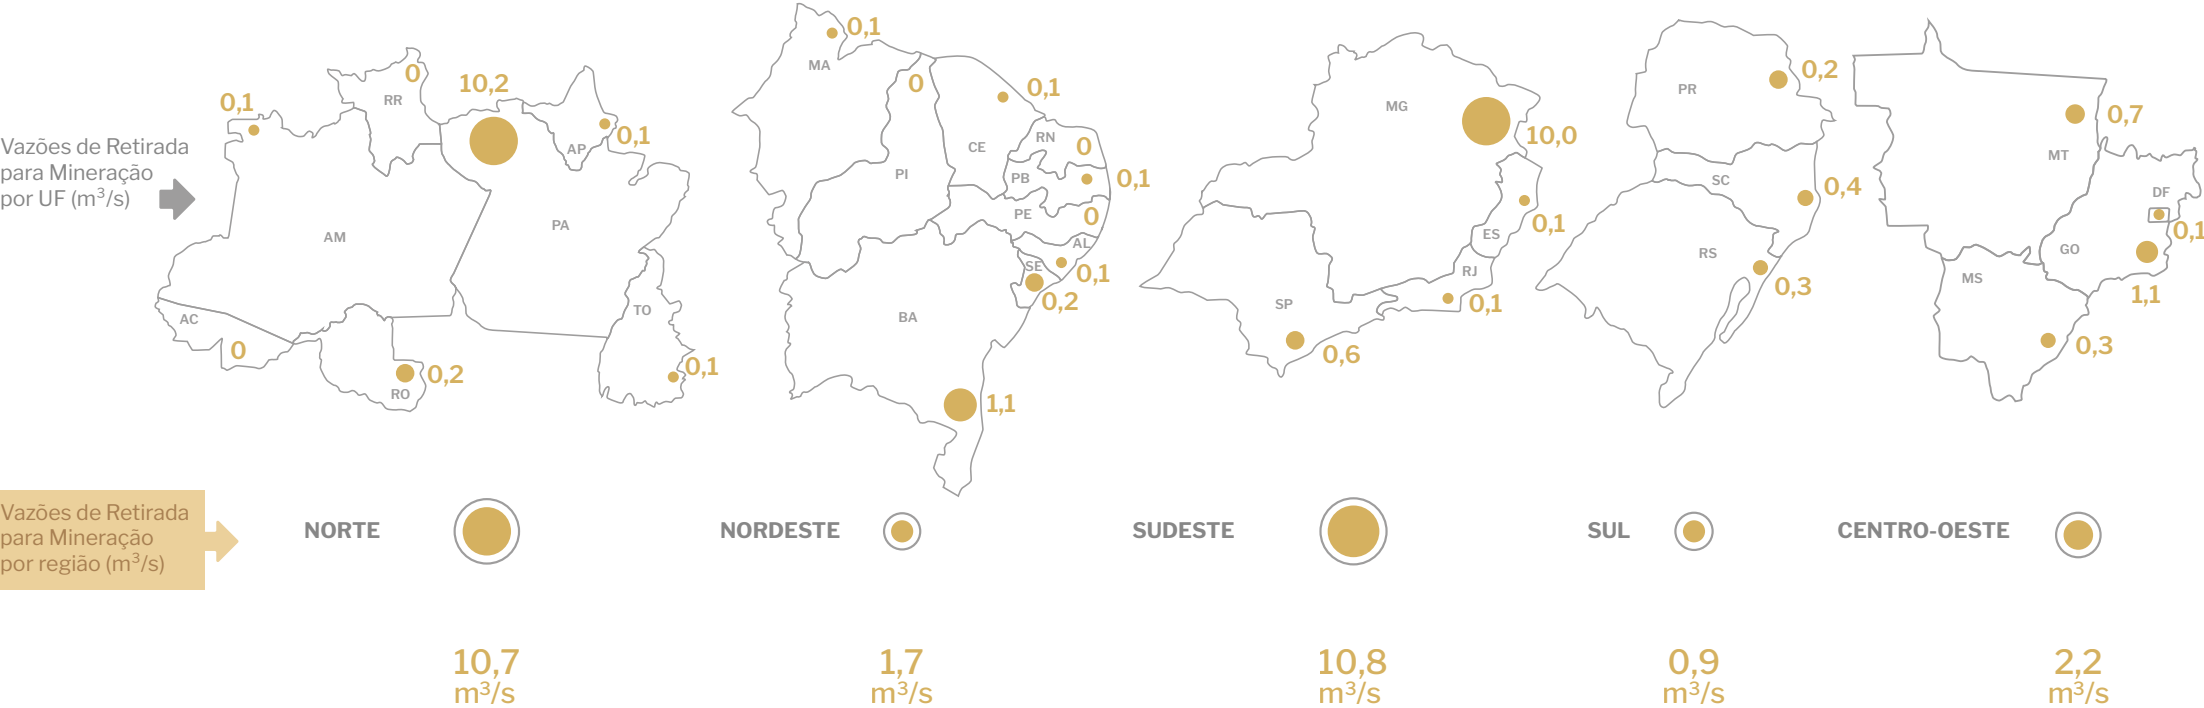 Vazões de Retirada
para Mineração
por UF (m³/s)
0,1
RR
0
10,2
AP
0,1
AM
PA
AC
0
RO
0,2
TO
0,1
MA
0,1
0
PI
CE
0,1
RN
0
PB
0,1
PE
0
AL
0,1
SE
0,2
BA
1,1
MG
10,0
ES
0,1
RJ
0,1
SP
0,6
PR
0,2
SC
0,4
RS
0,3
MT
0,7
DF
0,1
GO
1,1
MS
0,3
Vazões de Retirada
para Mineração
por região (m³/s)
NORTE
NORDESTE
SUDESTE
SUL
CENTRO-OESTE
10,7
m³/s
1,7
m³/s
10,8
m³/s
0,9
m³/s
2,2
m³/s